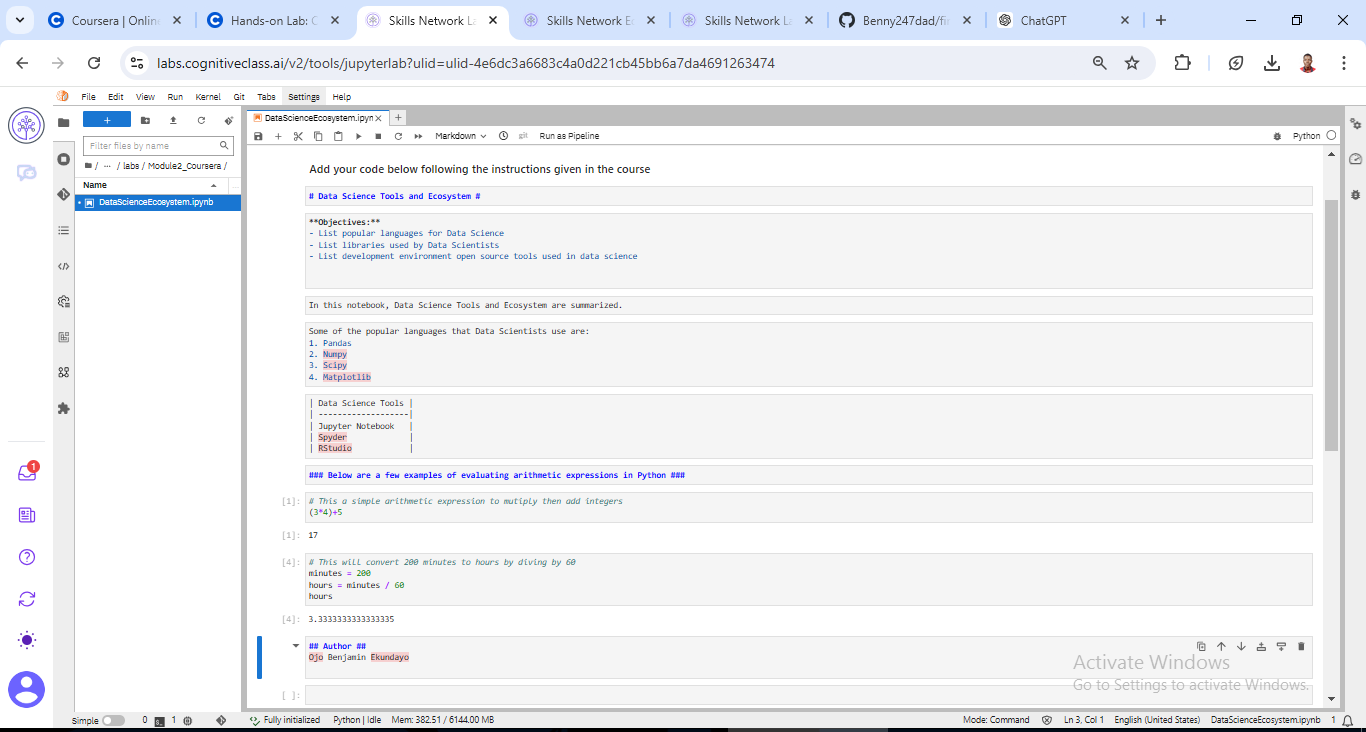 Coursera | Online
Hands-on Lab: C
Skills Network L
Skills Network E
Skills Network L
Benny247dad/fi
ChatGPT
labs.cognitiveclass.ai/v2/tools/jupyterlab?ulid=ulid-4e6dc3a6683c4a0d221cb45bb6a7da4691263474
File Edit View Run Kernel Git Tabs Settings Help
DataScienceEcosystem.ipyn
Markdown
git
Run as Pipeline
Python
Filter files by name
/ ··· / labs / Module2_Coursera /
Name
DataScienceEcosystem.ipynb
Add your code below following the instructions given in the course
# Data Science Tools and Ecosystem #
**Objectives:**
- List popular languages for Data Science
- List libraries used by Data Scientists
- List development environment open source tools used in data science
In this notebook, Data Science Tools and Ecosystem are summarized.
Some of the popular languages that Data Scientists use are:
1. Pandas
2. Numpy
3. Scipy
4. Matplotlib
| Data Science Tools |
| -------------------|
| Jupyter Notebook |
| Spyder |
| RStudio |
### Below are a few examples of evaluating arithmetic expressions in Python ###
[1]: # This a simple arithmetic expression to mutiply then add integers
(3*4)+5
[1]: 17
[4]: # This will convert 200 minutes to hours by diving by 60
minutes = 200
hours = minutes / 60
hours
[4]: 3.3333333333333335
## Author ##
Ojo Benjamin Ekundayo
[ ]:
1
Activate Windows
Go to Settings to activate Windows.
Simple 0 1 Fully initialized Python | Idle Mem: 382.51 / 6144.00 MB Mode: Command Ln 3, Col 1 English (United States) DataScienceEcosystem.ipynb 1